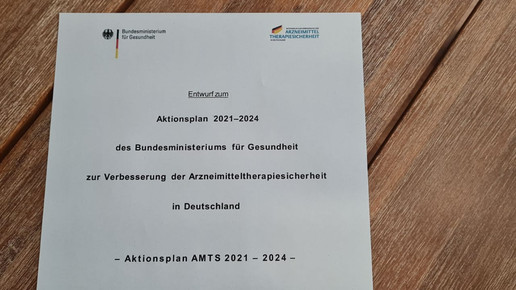 Bundesministerium
für Gesundheit
ARZNEIMITTEL
THERAPIESICHERHEIT
Entwurf zum
Aktionsplan 2021–2024
des Bundesministeriums für Gesundheit
zur Verbesserung der Arzneimitteltherapiesicherheit
in Deutschland
– Aktionsplan AMTS 2021 – 2024 –